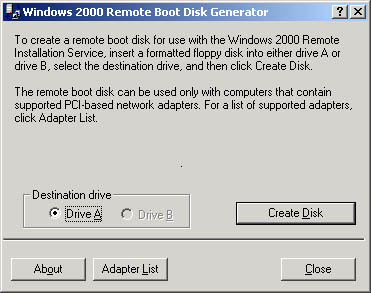 Windows 2000 Remote Boot Disk Generator
To create a remote boot disk for use with the Windows 2000 Remote
Installation Service, insert a formatted floppy disk into either drive A or
drive B, select the destination drive, and then click Create Disk.
The remote boot disk can be used only with computers that contain
supported PCI-based network adapters. For a list of supported adapters,
click Adapter List.
Destination drive
Drive A Drive B
Create Disk
About Adapter List Close